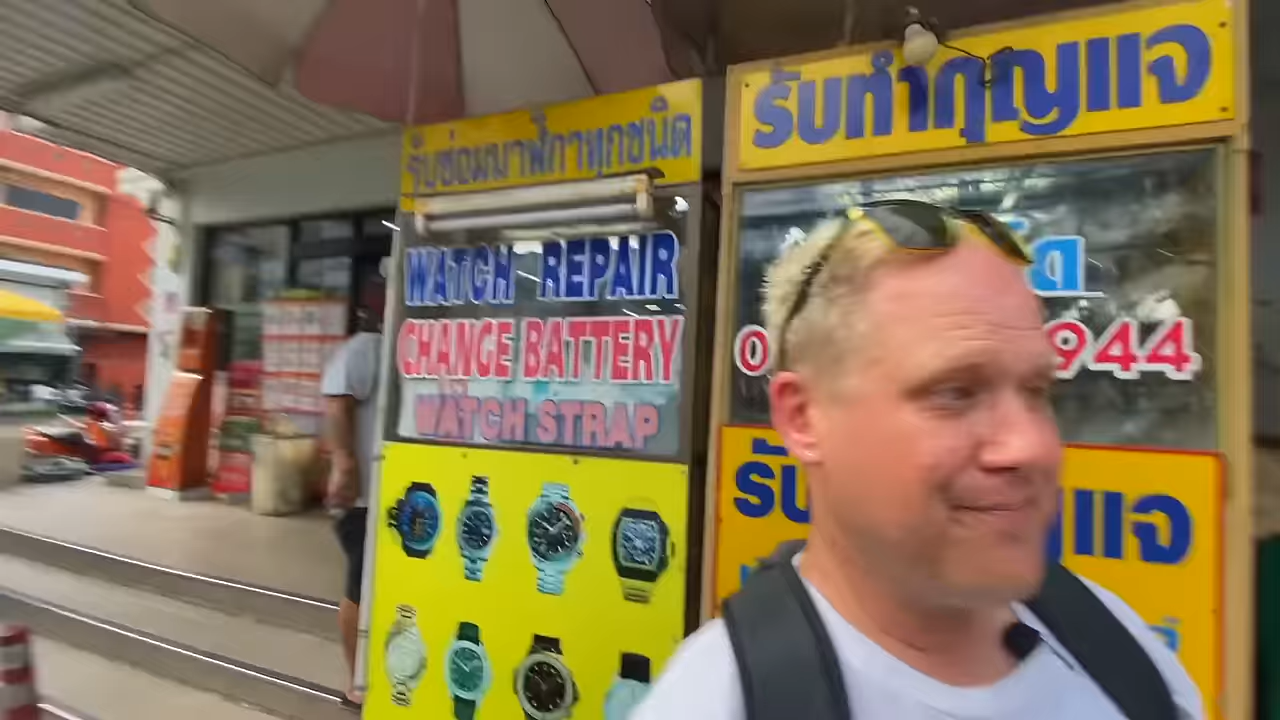 รับซ่อมนาฬิกาทุกชนิด
WATCH REPAIR
CHANGE BATTERY
WATCH STRAP
รับทำกุญแจ
0
944